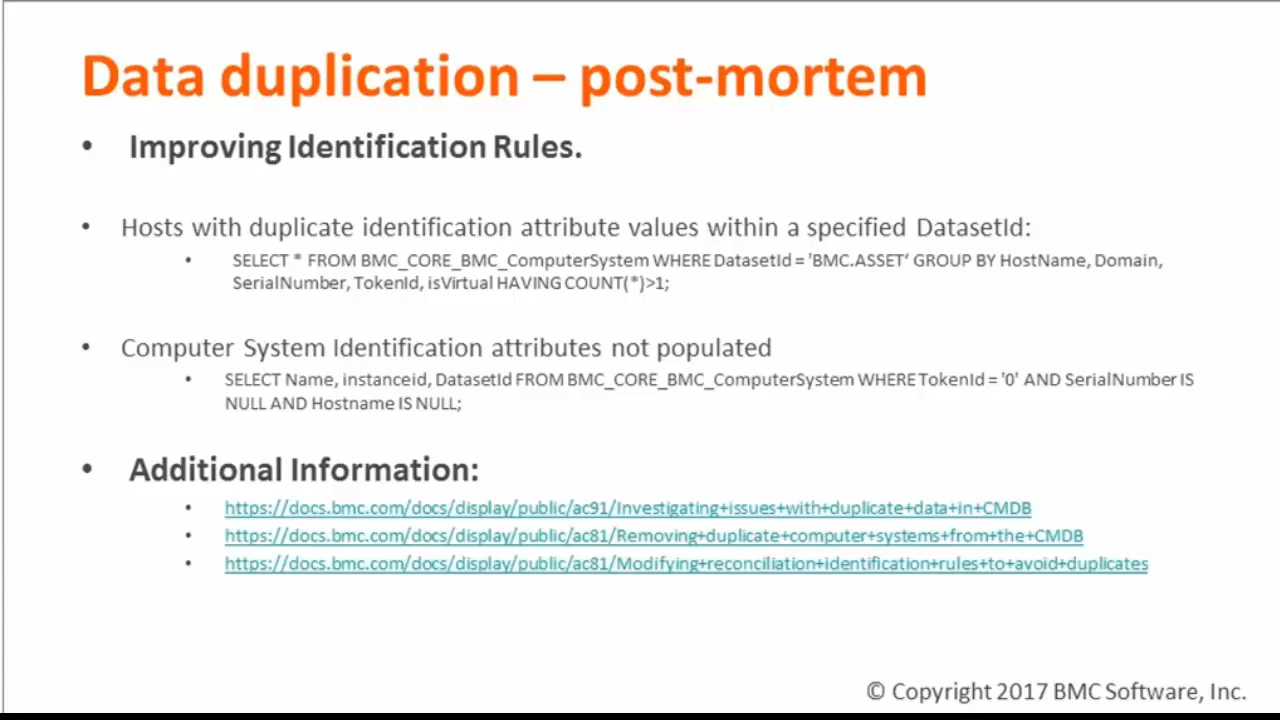 Data duplication – post-mortem
• Improving Identification Rules.
• Hosts with duplicate identification attribute values within a specified DatasetId:
• SELECT * FROM BMC_CORE_BMC_ComputerSystem WHERE DatasetId = 'BMC.ASSET‘ GROUP BY HostName, Domain,
SerialNumber, TokenId, isVirtual HAVING COUNT(*)>1;
• Computer System Identification attributes not populated
• SELECT Name, instanceid, DatasetId FROM BMC_CORE_BMC_ComputerSystem WHERE TokenId = '0' AND SerialNumber IS
NULL AND Hostname IS NULL;
• Additional Information:
• https://docs.bmc.com/docs/display/public/ac91/Investigating+issues+with+duplicate+data+in+CMDB
• https://docs.bmc.com/docs/display/public/ac81/Removing+duplicate+computer+systems+from+the+CMDB
• https://docs.bmc.com/docs/display/public/ac81/Modifying+reconciliation+identification+rules+to+avoid+duplicates
© Copyright 2017 BMC Software, Inc.